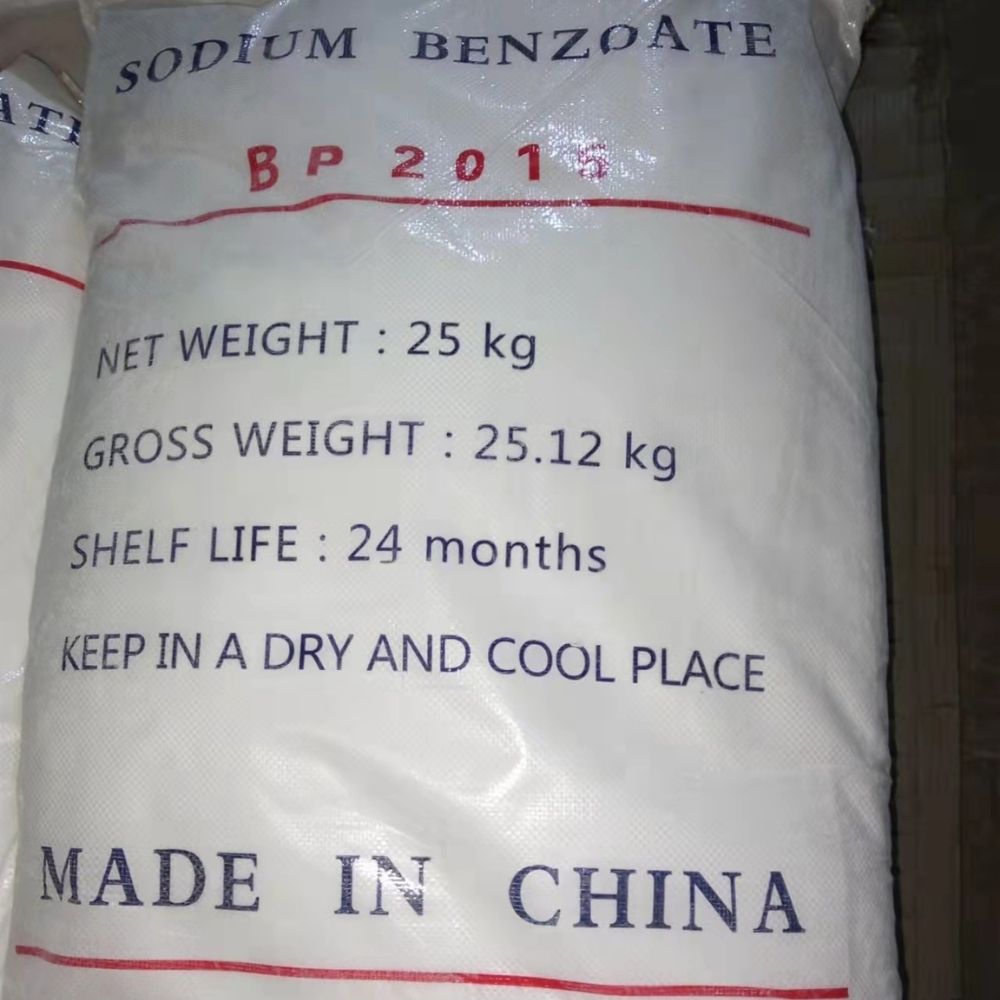 SODIUM BENZOATE
BP 2015
NET WEIGHT : 25 kg
GROSS WEIGHT : 25.12 kg
SHELF LIFE : 24 months
KEEP IN A DRY AND COOL PLACE
MADE IN CHINA